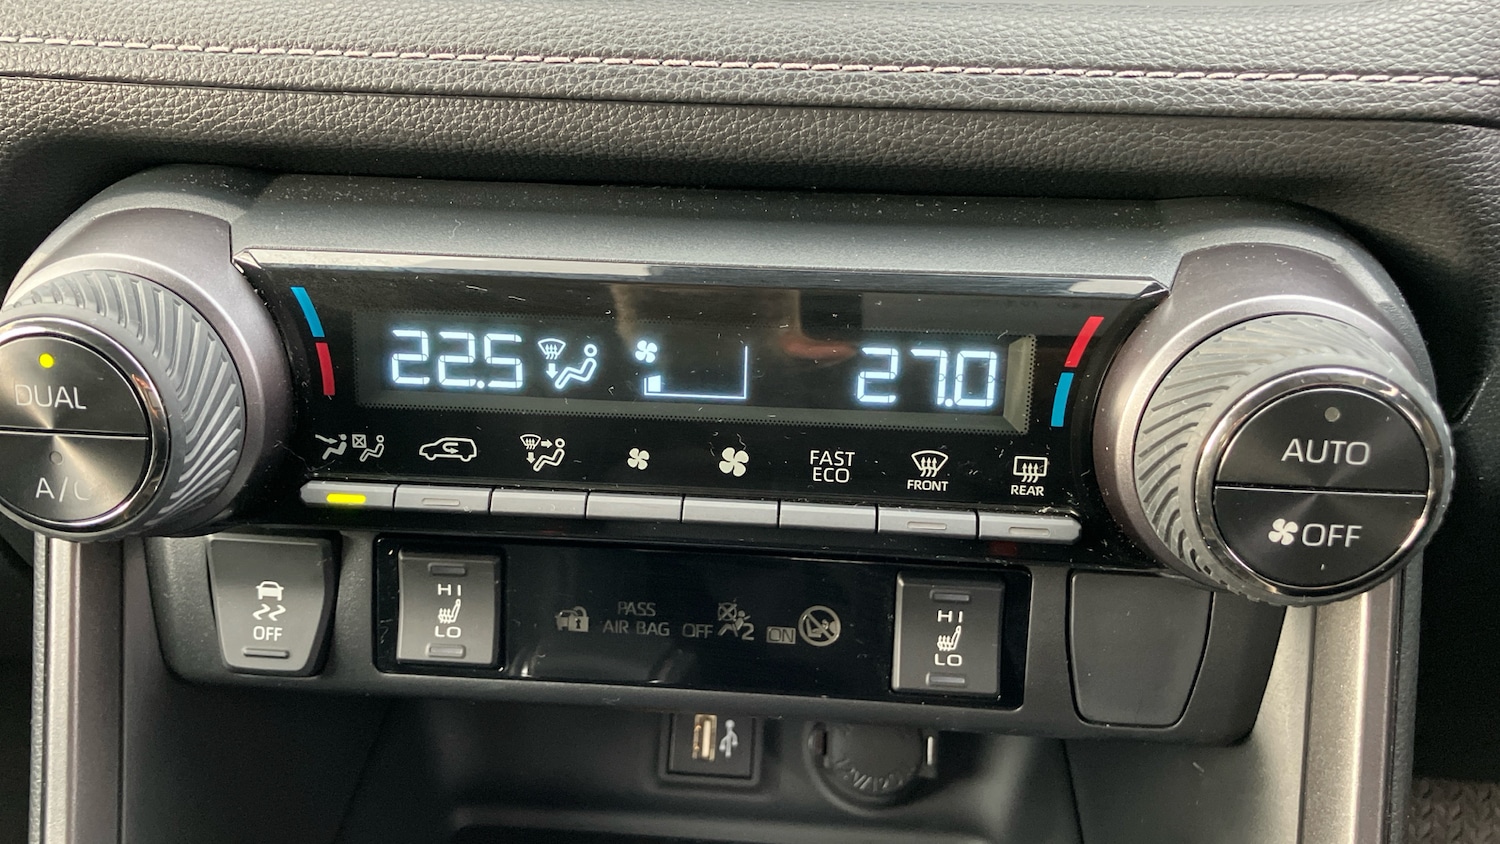 22.5
27.0
DUAL
A/C
FAST
ECO
FRONT
REAR
AUTO
OFF
OFF
HI
LO
PASS
AIR BAG OFF 2 ON
HI
LO